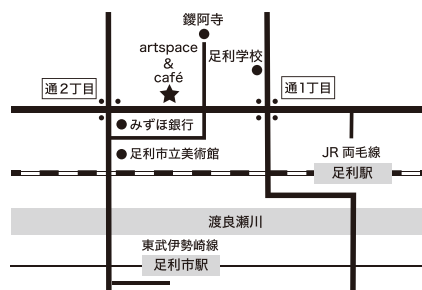 鑁阿寺
artspace
&
café
足利学校
通2丁目
通1丁目
みずほ銀行
足利市立美術館
JR 両毛線
足利駅
渡良瀬川
東武伊勢崎線
足利市駅